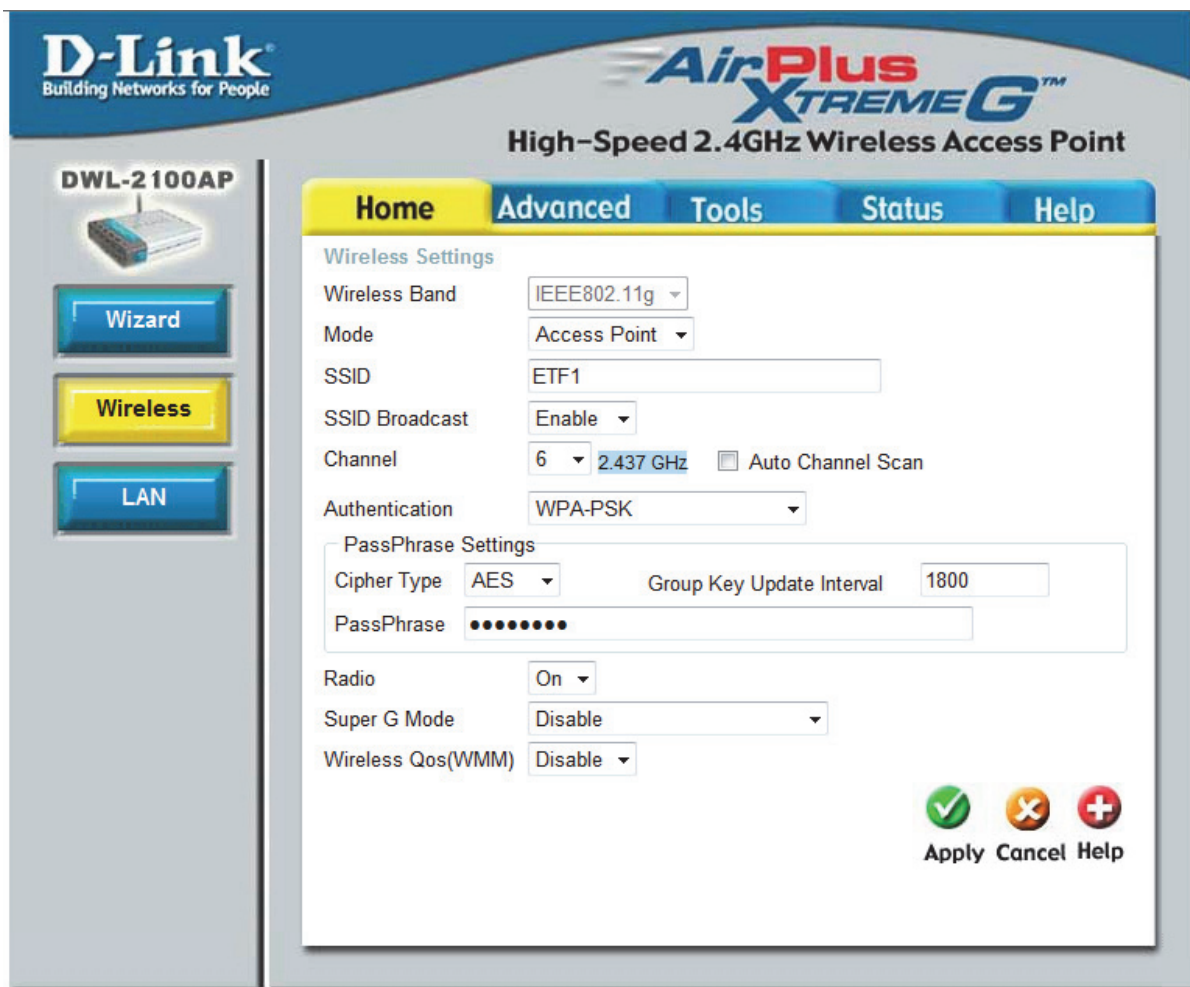 D-Link
Building Networks for People
AirPlus
XTREME G™
High-Speed 2.4GHz Wireless Access Point
DWL-2100AP
Wizard
Wireless
LAN
Home Advanced Tools Status Help
Wireless Settings
Wireless Band IEEE802.11g
Mode Access Point
SSID ETF1
SSID Broadcast Enable
Channel 6 2.437 GHz Auto Channel Scan
Authentication WPA-PSK
PassPhrase Settings
Cipher Type AES Group Key Update Interval 1800
PassPhrase ••••••••
Radio On
Super G Mode Disable
Wireless Qos(WMM) Disable
Apply Cancel Help